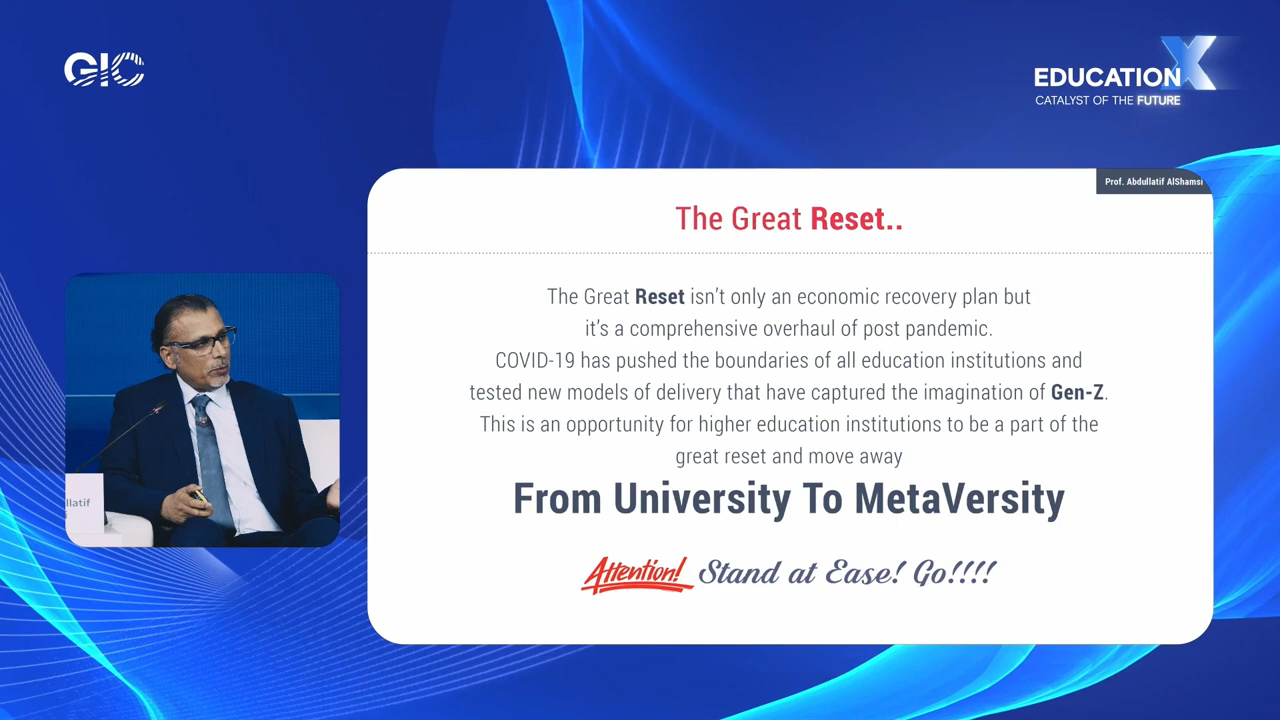 GIC
EDUCATION X
CATALYST OF THE FUTURE
Prof. Abdullatif AlShamsi
The Great Reset..
The Great Reset isn’t only an economic recovery plan but
it’s a comprehensive overhaul of post pandemic.
COVID-19 has pushed the boundaries of all education institutions and
tested new models of delivery that have captured the imagination of Gen-Z.
This is an opportunity for higher education institutions to be a part of the
great reset and move away
From University To MetaVersity
Attention! Stand at Ease! Go!!!!
llatif